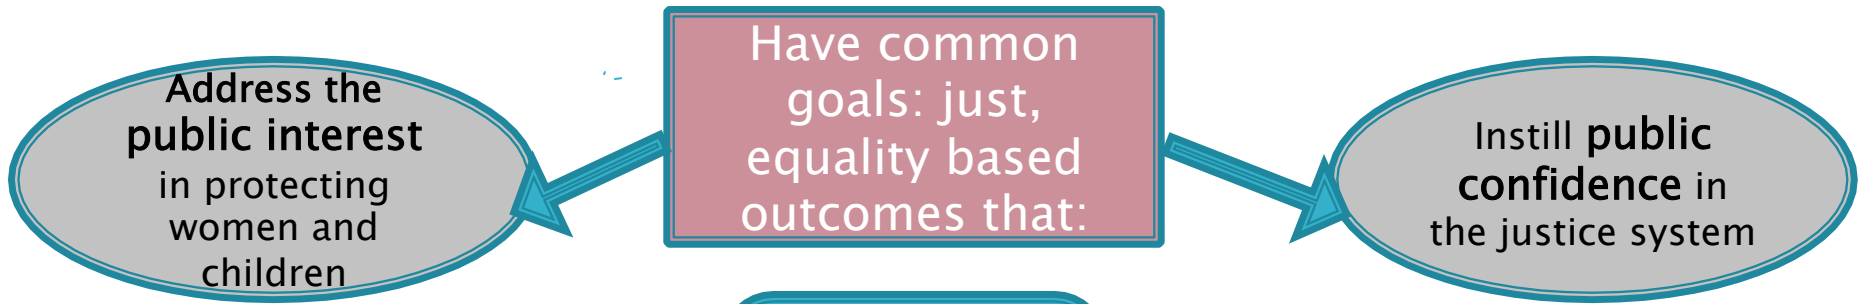 Have common
goals: just,
equality based
outcomes that:
Address the
public interest
in protecting
women and
children
Instill public
confidence in
the justice system